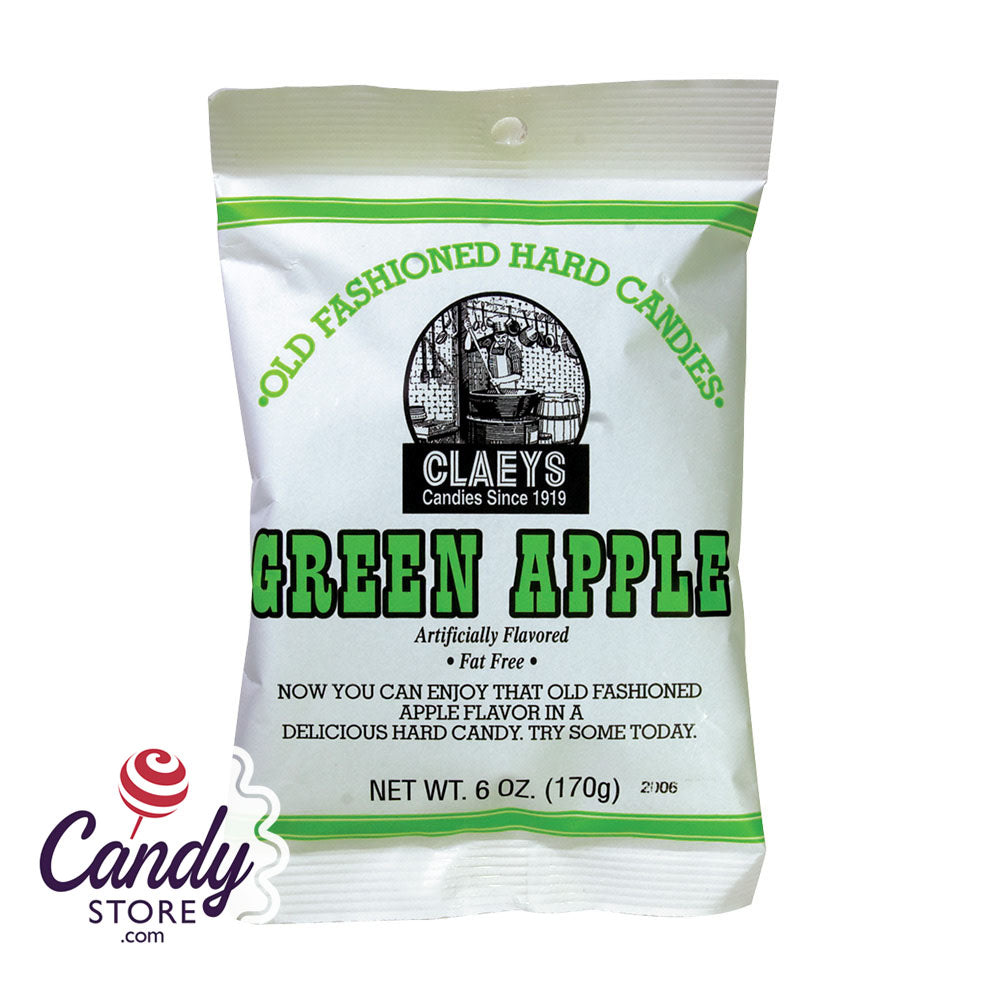 •OLD FASHIONED HARD CANDIES•
CLAEYS
Candies Since 1919
GREEN APPLE
Artificially Flavored
• Fat Free •
NOW YOU CAN ENJOY THAT OLD FASHIONED
APPLE FLAVOR IN A
DELICIOUS HARD CANDY. TRY SOME TODAY.
NET WT. 6 OZ. (170g)
Candy
STORE
.com